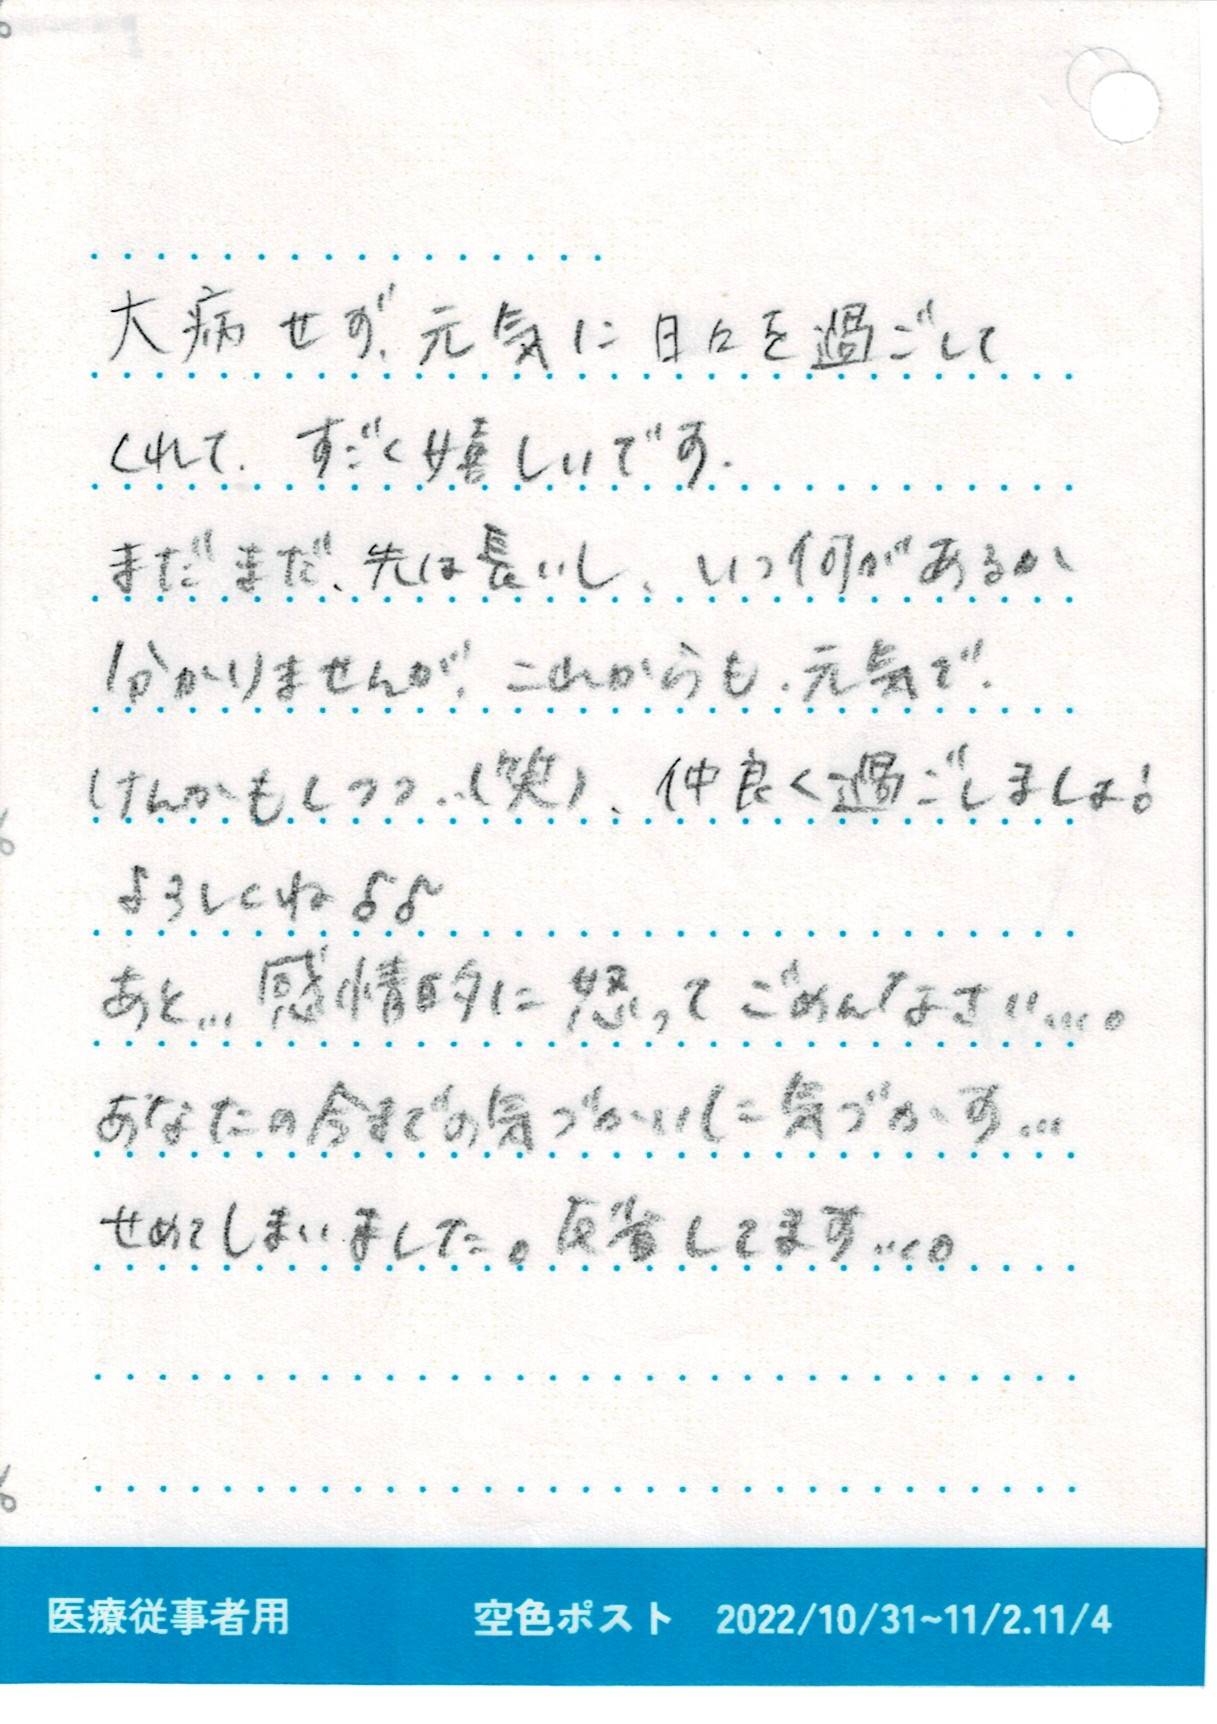 大病せず、元気に日々を過ごして
くれて、すごく嬉しいです。
まだまだ、先は長いし、いつ何があるか
分かりませんが、これからも、元気で、
けんかもしつつ..(笑)、仲良く過ごしましょ!
よろしくね♪♪
あと...感情的に怒ってごめんなさい...。
あなたの今までの気づかいに気づかず...
せめてしまいました。反省してます...。
医療従事者用 空色ポスト 2022/10/31~11/2.11/4